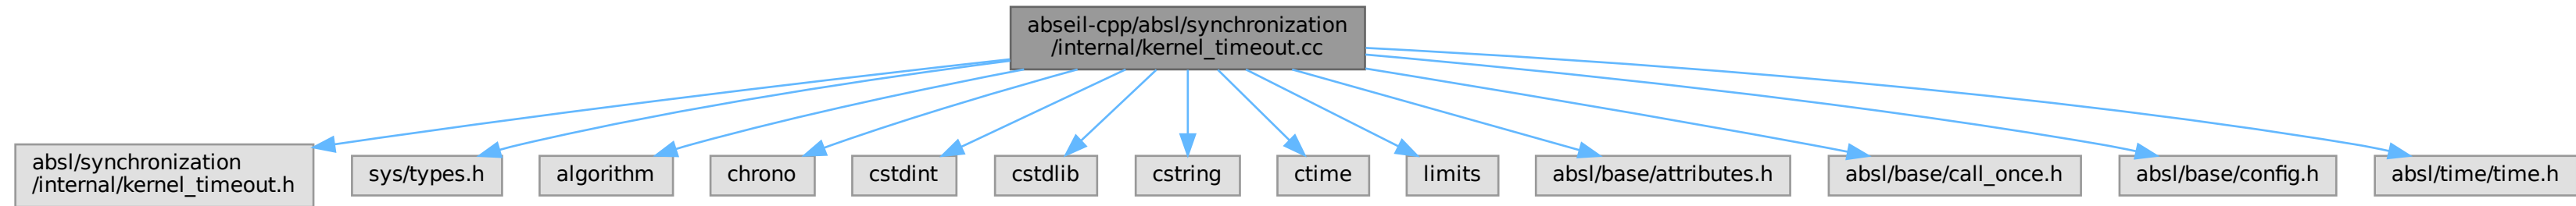 abseil-cpp/absl/synchronization
/internal/kernel_timeout.cc
absl/synchronization
/internal/kernel_timeout.h
sys/types.h
algorithm
chrono
cstdint
cstdlib
cstring
ctime
limits
absl/base/attributes.h
absl/base/call_once.h
absl/base/config.h
absl/time/time.h